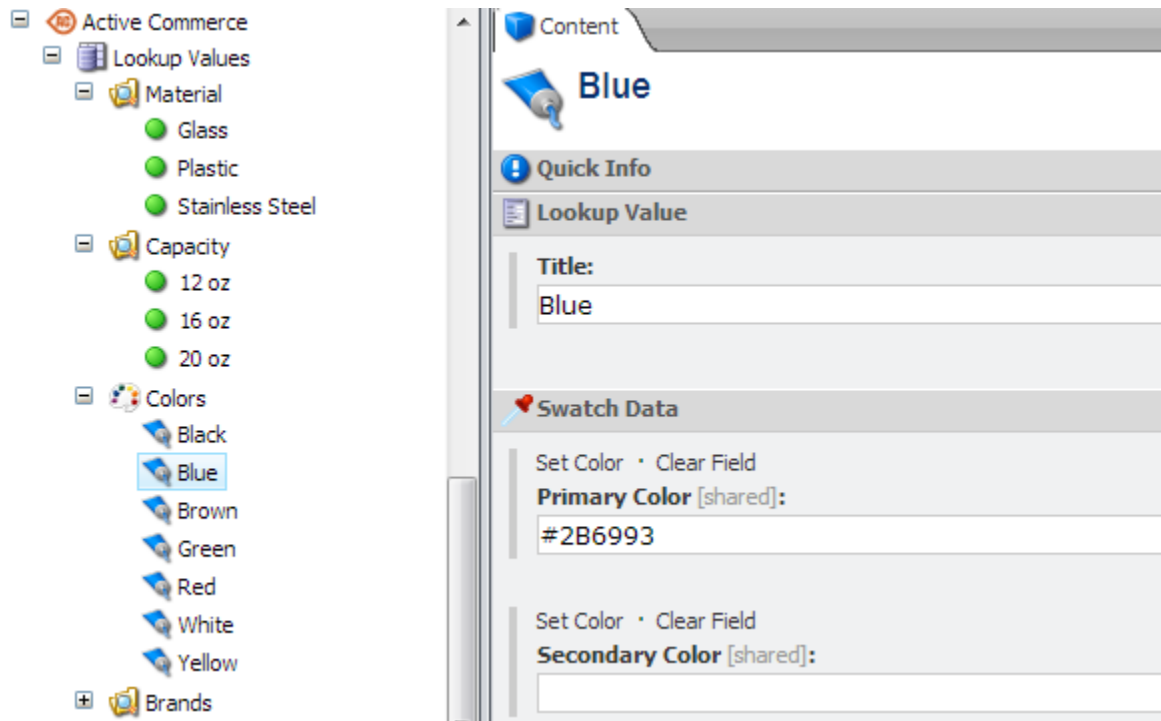 Active Commerce
Lookup Values
Material
Glass
Plastic
Stainless Steel
Capacity
12 oz
16 oz
20 oz
Colors
Black
Blue
Brown
Green
Red
White
Yellow
Brands
Content
Blue
Quick Info
Lookup Value
Title:
Blue
Swatch Data
Set Color · Clear Field
Primary Color [shared]:
#2B6993
Set Color · Clear Field
Secondary Color [shared]: